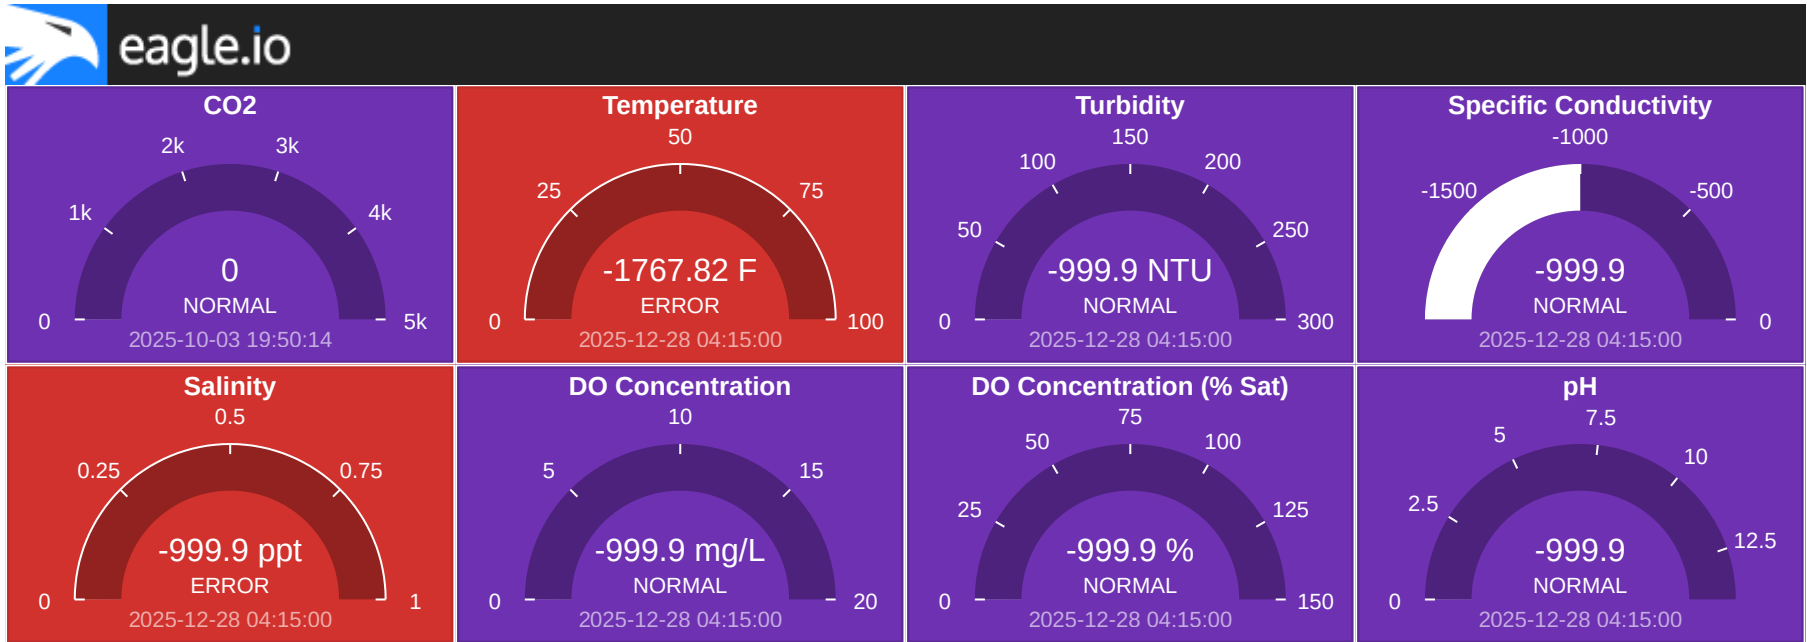 eagle.io
CO2
2k
3k
1k
4k
0
NORMAL
0
5k
2025-10-03 19:50:14
Temperature
50
25
75
-1767.82 F
ERROR
0
100
2025-12-28 04:15:00
Turbidity
150
100
200
50
250
-999.9 NTU
NORMAL
0
300
2025-12-28 04:15:00
Specific Conductivity
-1000
-1500
-500
-999.9
NORMAL
0
2025-12-28 04:15:00
Salinity
0.5
0.25
0.75
-999.9 ppt
ERROR
0
1
2025-12-28 04:15:00
DO Concentration
10
5
15
-999.9 mg/L
NORMAL
0
20
2025-12-28 04:15:00
DO Concentration (% Sat)
75
50
100
25
125
-999.9 %
NORMAL
0
150
2025-12-28 04:15:00
pH
7.5
5
10
2.5
12.5
-999.9
NORMAL
0
2025-12-28 04:15:00